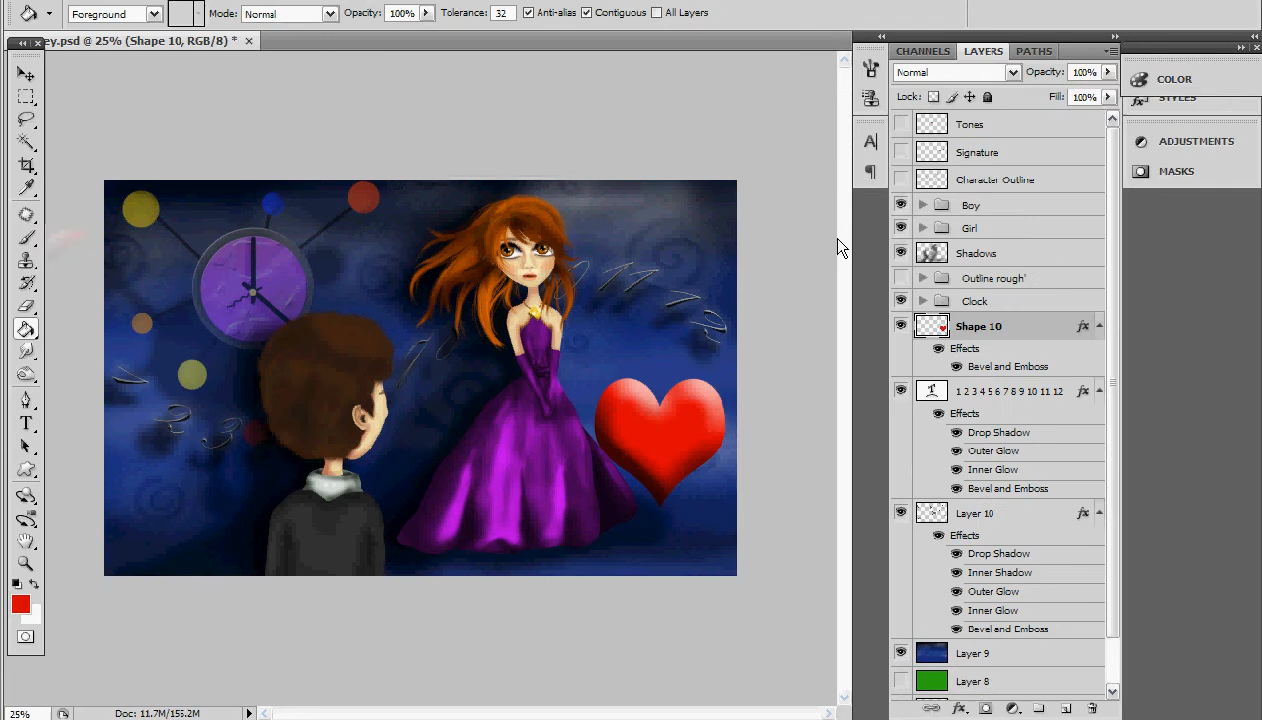 Foreground Mode: Normal Opacity: 100% Tolerance: 32 Anti-alias Contiguous All Layers
ey.psd @ 25% (Shape 10, RGB/8) *
CHANNELS LAYERS PATHS
Normal Opacity: 100%
COLOR
Lock: Fill: 100%
STYLES
Tones
ADJUSTMENTS
Signature
MASKS
Character Outline
Boy
Girl
Shadows
Outline rough'
Clock
Shape 10 fx
Effects
Bevel and Emboss
1 2 3 4 5 6 7 8 9 10 11 12 fx
Effects
Drop Shadow
Outer Glow
Inner Glow
Bevel and Emboss
Layer 10 fx
Effects
Drop Shadow
Inner Shadow
Outer Glow
Inner Glow
Bevel and Emboss
Layer 9
Layer 8
25% Doc: 11.7M/155.2M